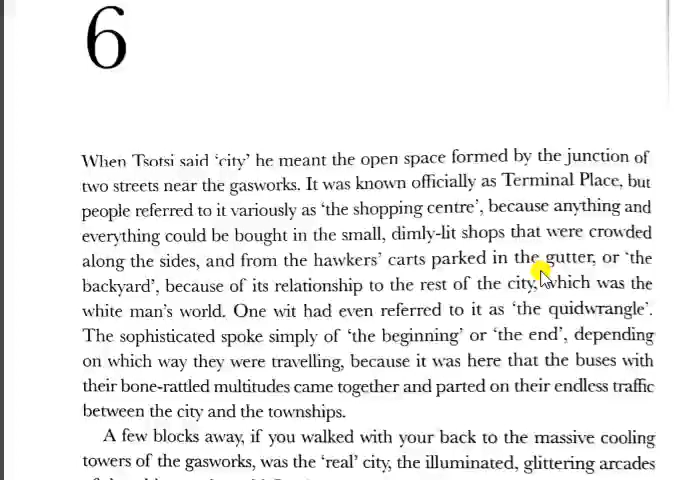 6
When Tsotsi said ‘city’ he meant the open space formed by the junction of
two streets near the gasworks. It was known officially as Terminal Place, but
people referred to it variously as ‘the shopping centre’, because anything and
everything could be bought in the small, dimly-lit shops that were crowded
along the sides, and from the hawkers’ carts parked in the gutter, or ‘the
backyard’, because of its relationship to the rest of the city, which was the
white man’s world. One wit had even referred to it as ‘the quidwrangle’.
The sophisticated spoke simply of ‘the beginning’ or ‘the end’, depending
on which way they were travelling, because it was here that the buses with
their bone-rattled multitudes came together and parted on their endless traffic
between the city and the townships.
A few blocks away, if you walked with your back to the massive cooling
towers of the gasworks, was the ‘real’ city, the illuminated, glittering arcades